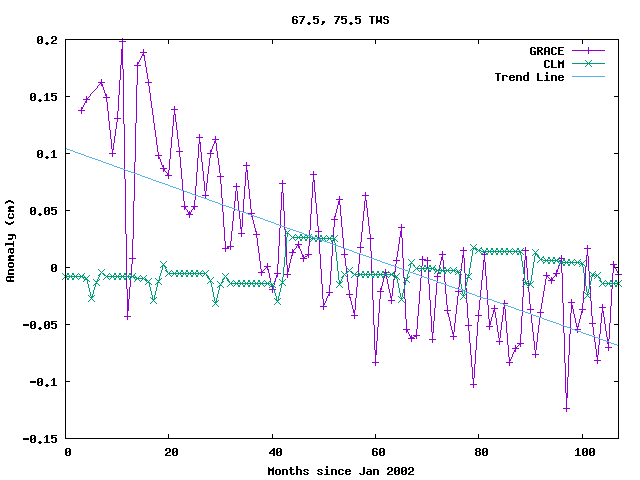 67.5, 75.5 TWS
GRACE
CLM
Trend Line
0.2
0.15
0.1
0.05
0
-0.05
-0.1
-0.15
Anomaly (cm)
0 20 40 60 80 100
Months since Jan 2002